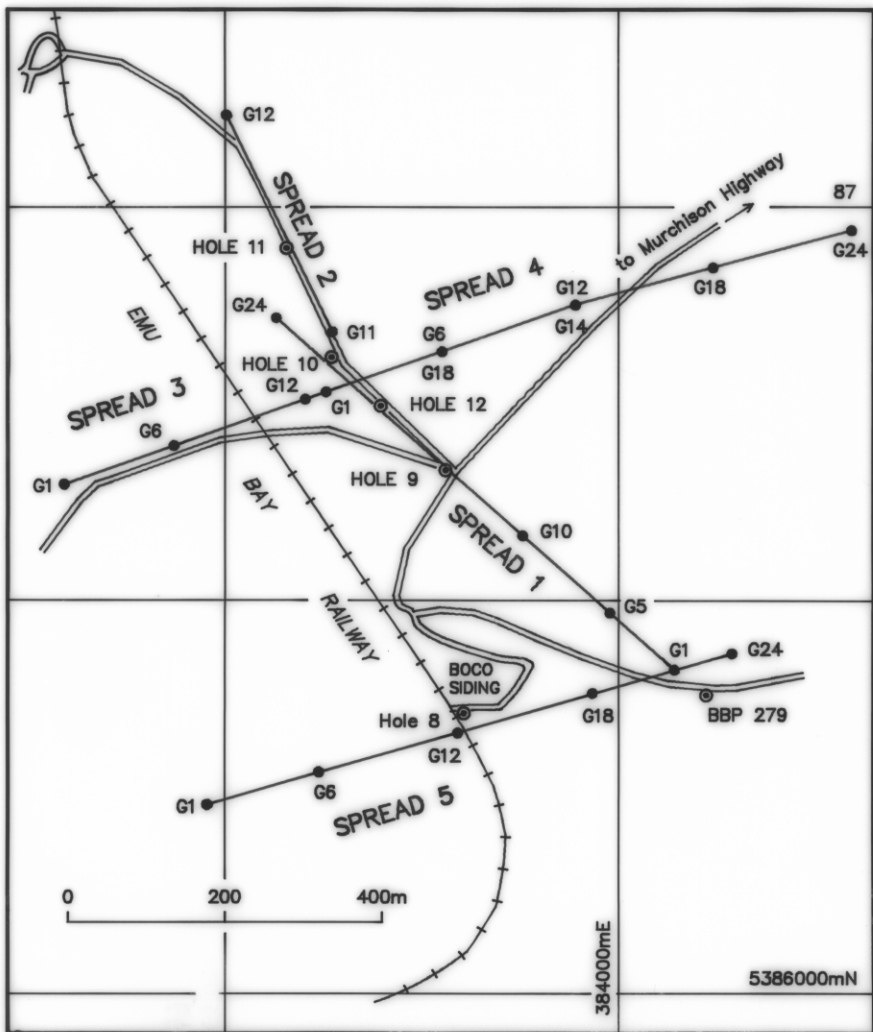 G12
87
to Murchison Highway
SPREAD 2
HOLE 11
G24
SPREAD 4
G12
G18
G24
EMU
G11
G6
G14
HOLE 10
G18
SPREAD 3
G12
G1
HOLE 12
G6
G1
HOLE 9
BAY
SPREAD 1
G10
RAILWAY
G5
G1
G24
BOCO
SIDING
Hole 8
G18
BBP 279
G12
G6
G1
SPREAD 5
0 200 400m
384000mE
5386000mN